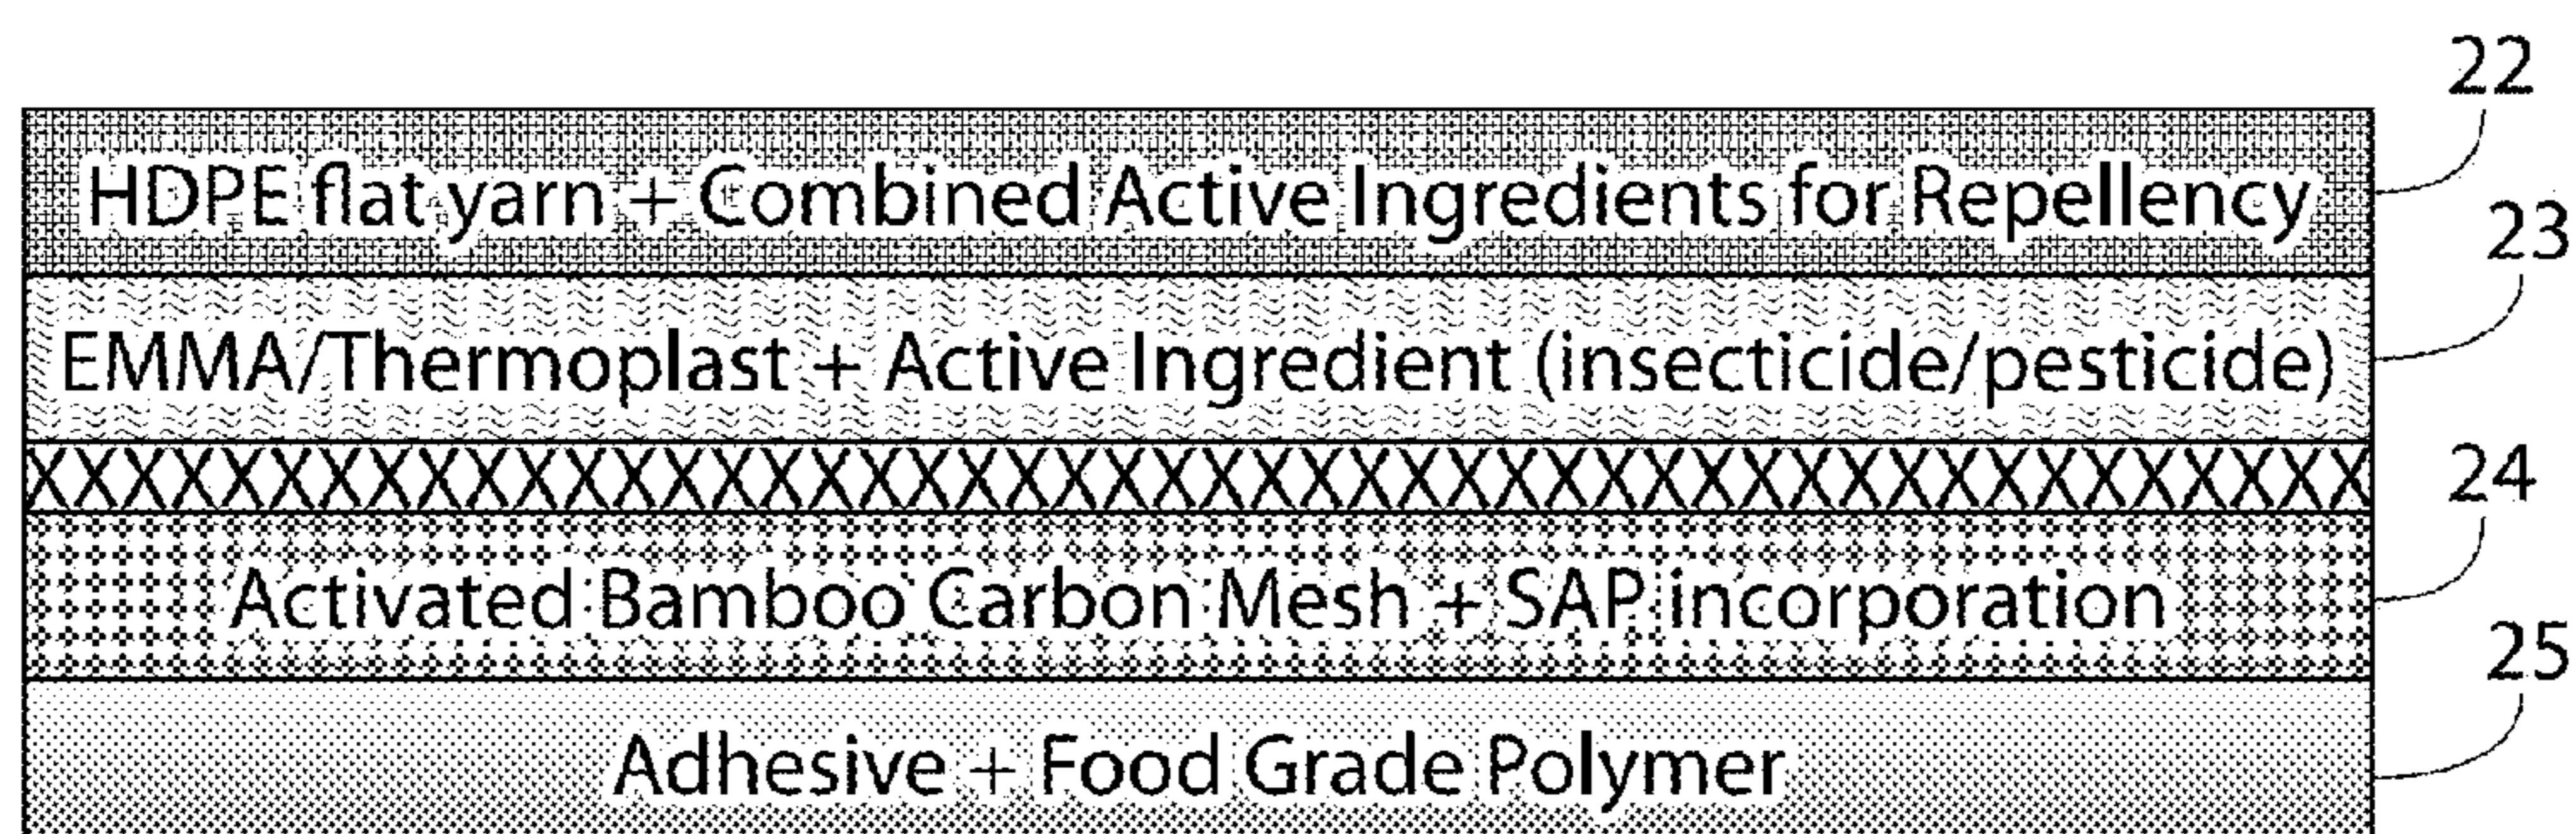 22
HDPE flat yarn + Combined Active Ingredients for Repellency
23
EMMA/Thermoplast + Active Ingredient (insecticide/pesticide)
XXXXXXXXXXXXXXXXXXXXXXXXXXXXXXXXXXXXXXXXXXXXXXXX
24
Activated Bamboo Carbon Mesh + SAP incorporation
25
Adhesive + Food Grade Polymer